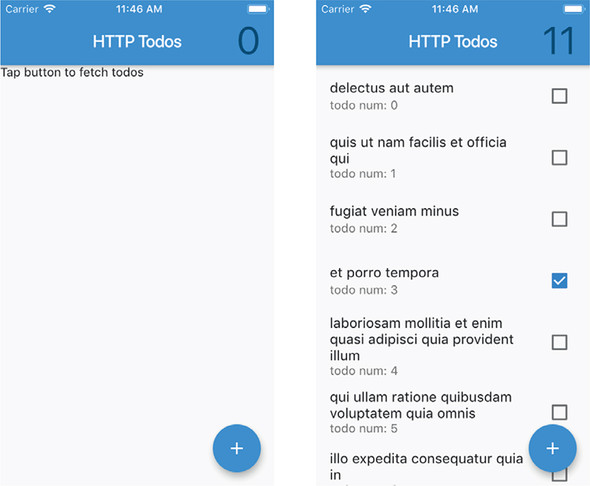 Carrier 11:46 AM
HTTP Todos 0
Tap button to fetch todos
+
Carrier 11:46 AM
HTTP Todos 11
delectus aut autem
todo num: 0
quis ut nam facilis et officia
qui
todo num: 1
fugiat veniam minus
todo num: 2
et porro tempora
todo num: 3
laboriosam mollitia et enim
quasi adipisci quia provident
illum
todo num: 4
qui ullam ratione quibusdam
voluptatem quia omnis
todo num: 5
illo expedita consequatur quia
in
+